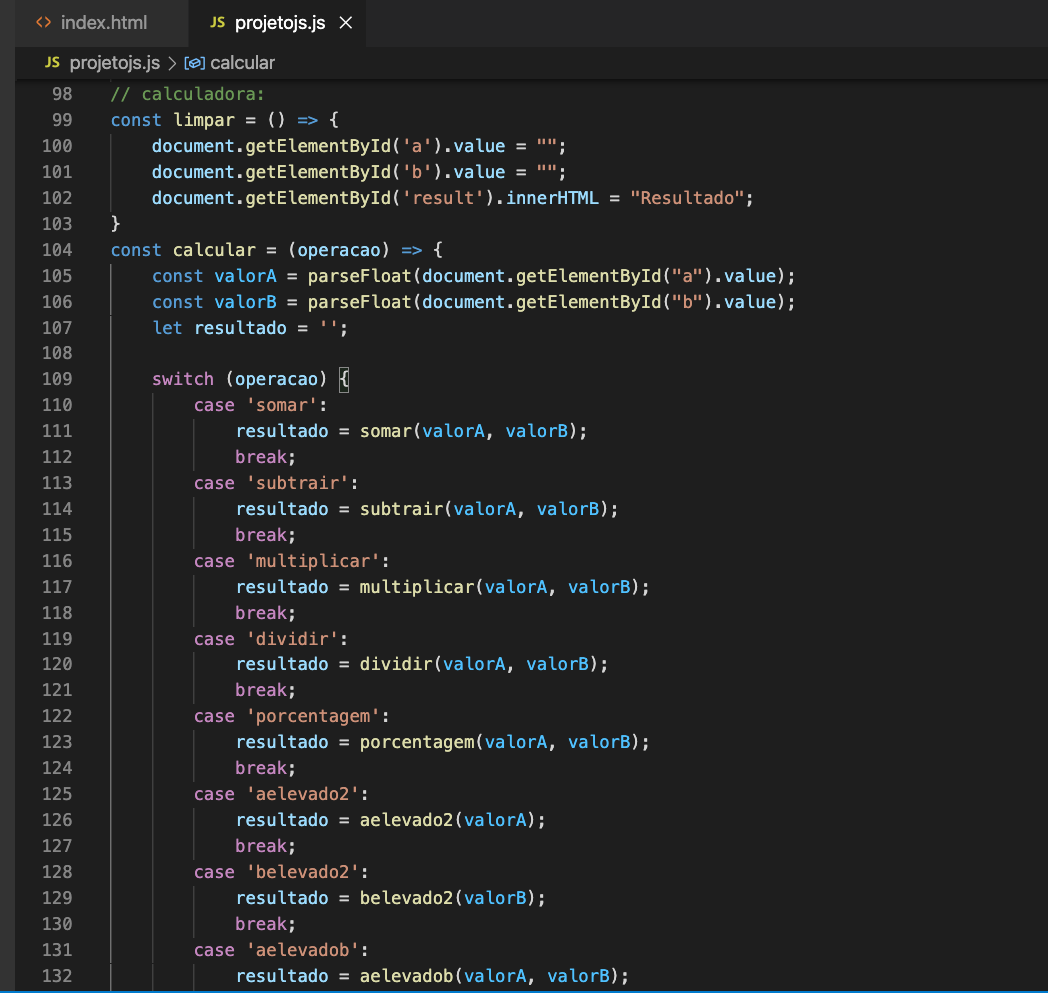 <> index.html JS projetojs.js ×
JS projetojs.js > calcular
98 // calculadora:
99 const limpar = () => {
100     document.getElementById('a').value = "";
101     document.getElementById('b').value = "";
102     document.getElementById('result').innerHTML = "Resultado";
103 }
104 const calcular = (operacao) => {
105     const valorA = parseFloat(document.getElementById("a").value);
106     const valorB = parseFloat(document.getElementById("b").value);
107     let resultado = '';
108
109     switch (operacao) {
110         case 'somar':
111             resultado = somar(valorA, valorB);
112             break;
113         case 'subtrair':
114             resultado = subtrair(valorA, valorB);
115             break;
116         case 'multiplicar':
117             resultado = multiplicar(valorA, valorB);
118             break;
119         case 'dividir':
120             resultado = dividir(valorA, valorB);
121             break;
122         case 'porcentagem':
123             resultado = porcentagem(valorA, valorB);
124             break;
125         case 'aelevado2':
126             resultado = aelevado2(valorA);
127             break;
128         case 'belevado2':
129             resultado = belevado2(valorB);
130             break;
131         case 'aelevadob':
132             resultado = aelevadob(valorA, valorB);